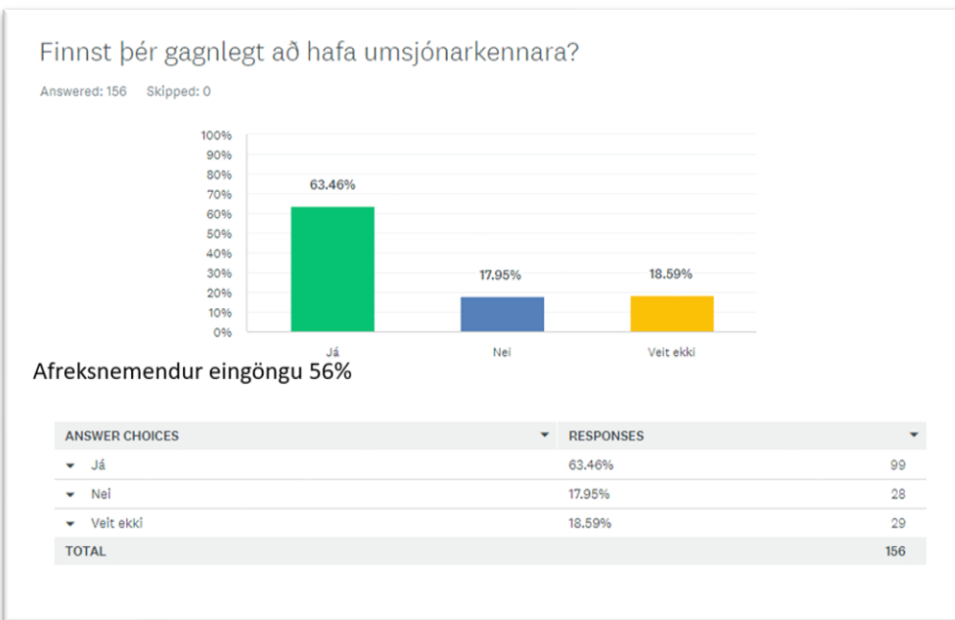 Finnst þér gagnlegt að hafa umsjónarkennara?
Answered: 156 Skipped: 0
100%
90%
80%
70%
60%
50%
40%
30%
20%
10%
0%
63.46%
17.95%
18.59%
Já Nei Veit ekki
Afreksnemendur eingöngu 56%
ANSWER CHOICES RESPONSES
Já 63.46% 99
Nei 17.95% 28
Veit ekki 18.59% 29
TOTAL 156